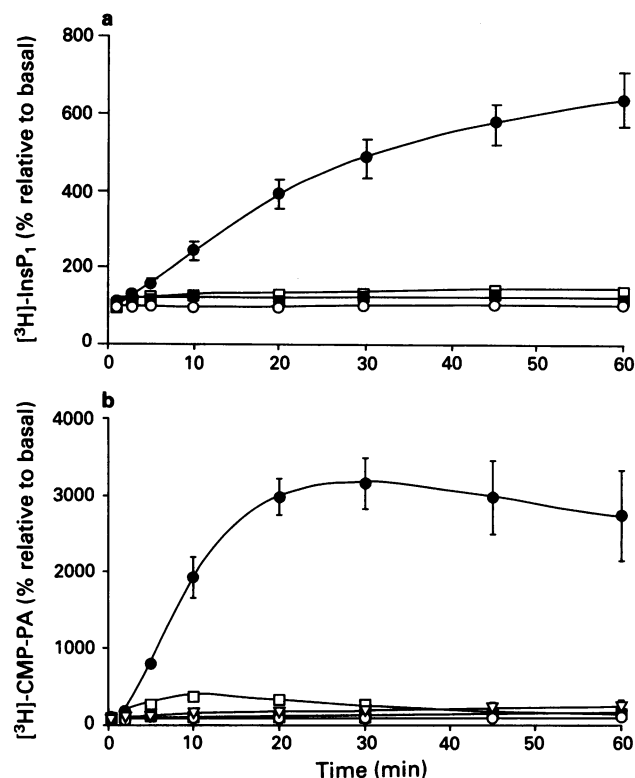 a
800
600
400
200
0
[³H]-InsP₁ (% relative to basal)
0 10 20 30 40 50 60
b
4000
3000
2000
1000
0
[³H]-CMP-PA (% relative to basal)
0 10 20 30 40 50 60
Time (min)